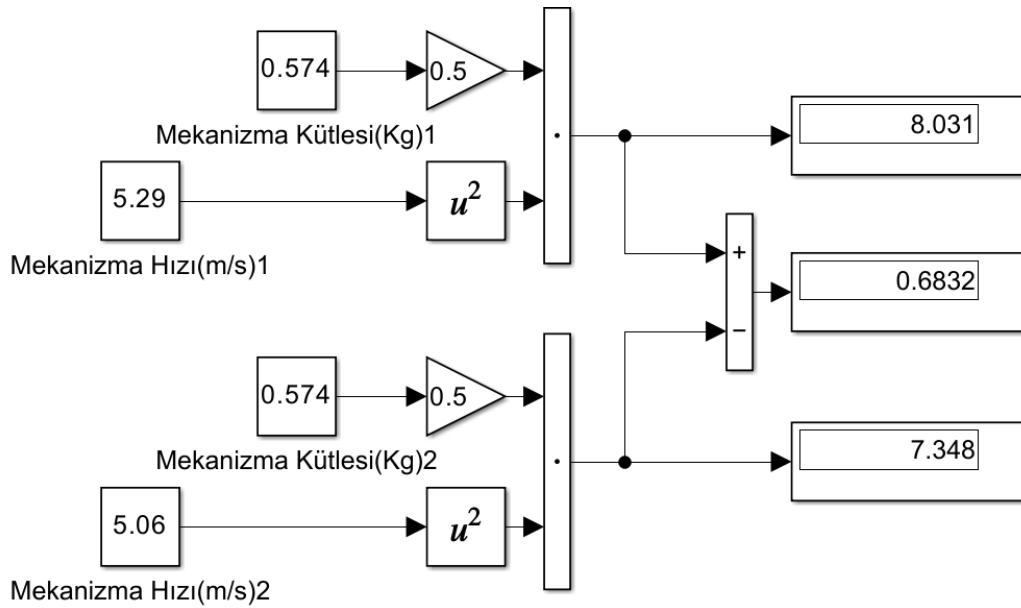 0.574
0.5
Mekanizma Kütlesi(Kg)1
8.031
5.29
u²
Mekanizma Hızı(m/s)1
+
0.6832
−
0.574
0.5
Mekanizma Kütlesi(Kg)2
7.348
5.06
u²
Mekanizma Hızı(m/s)2